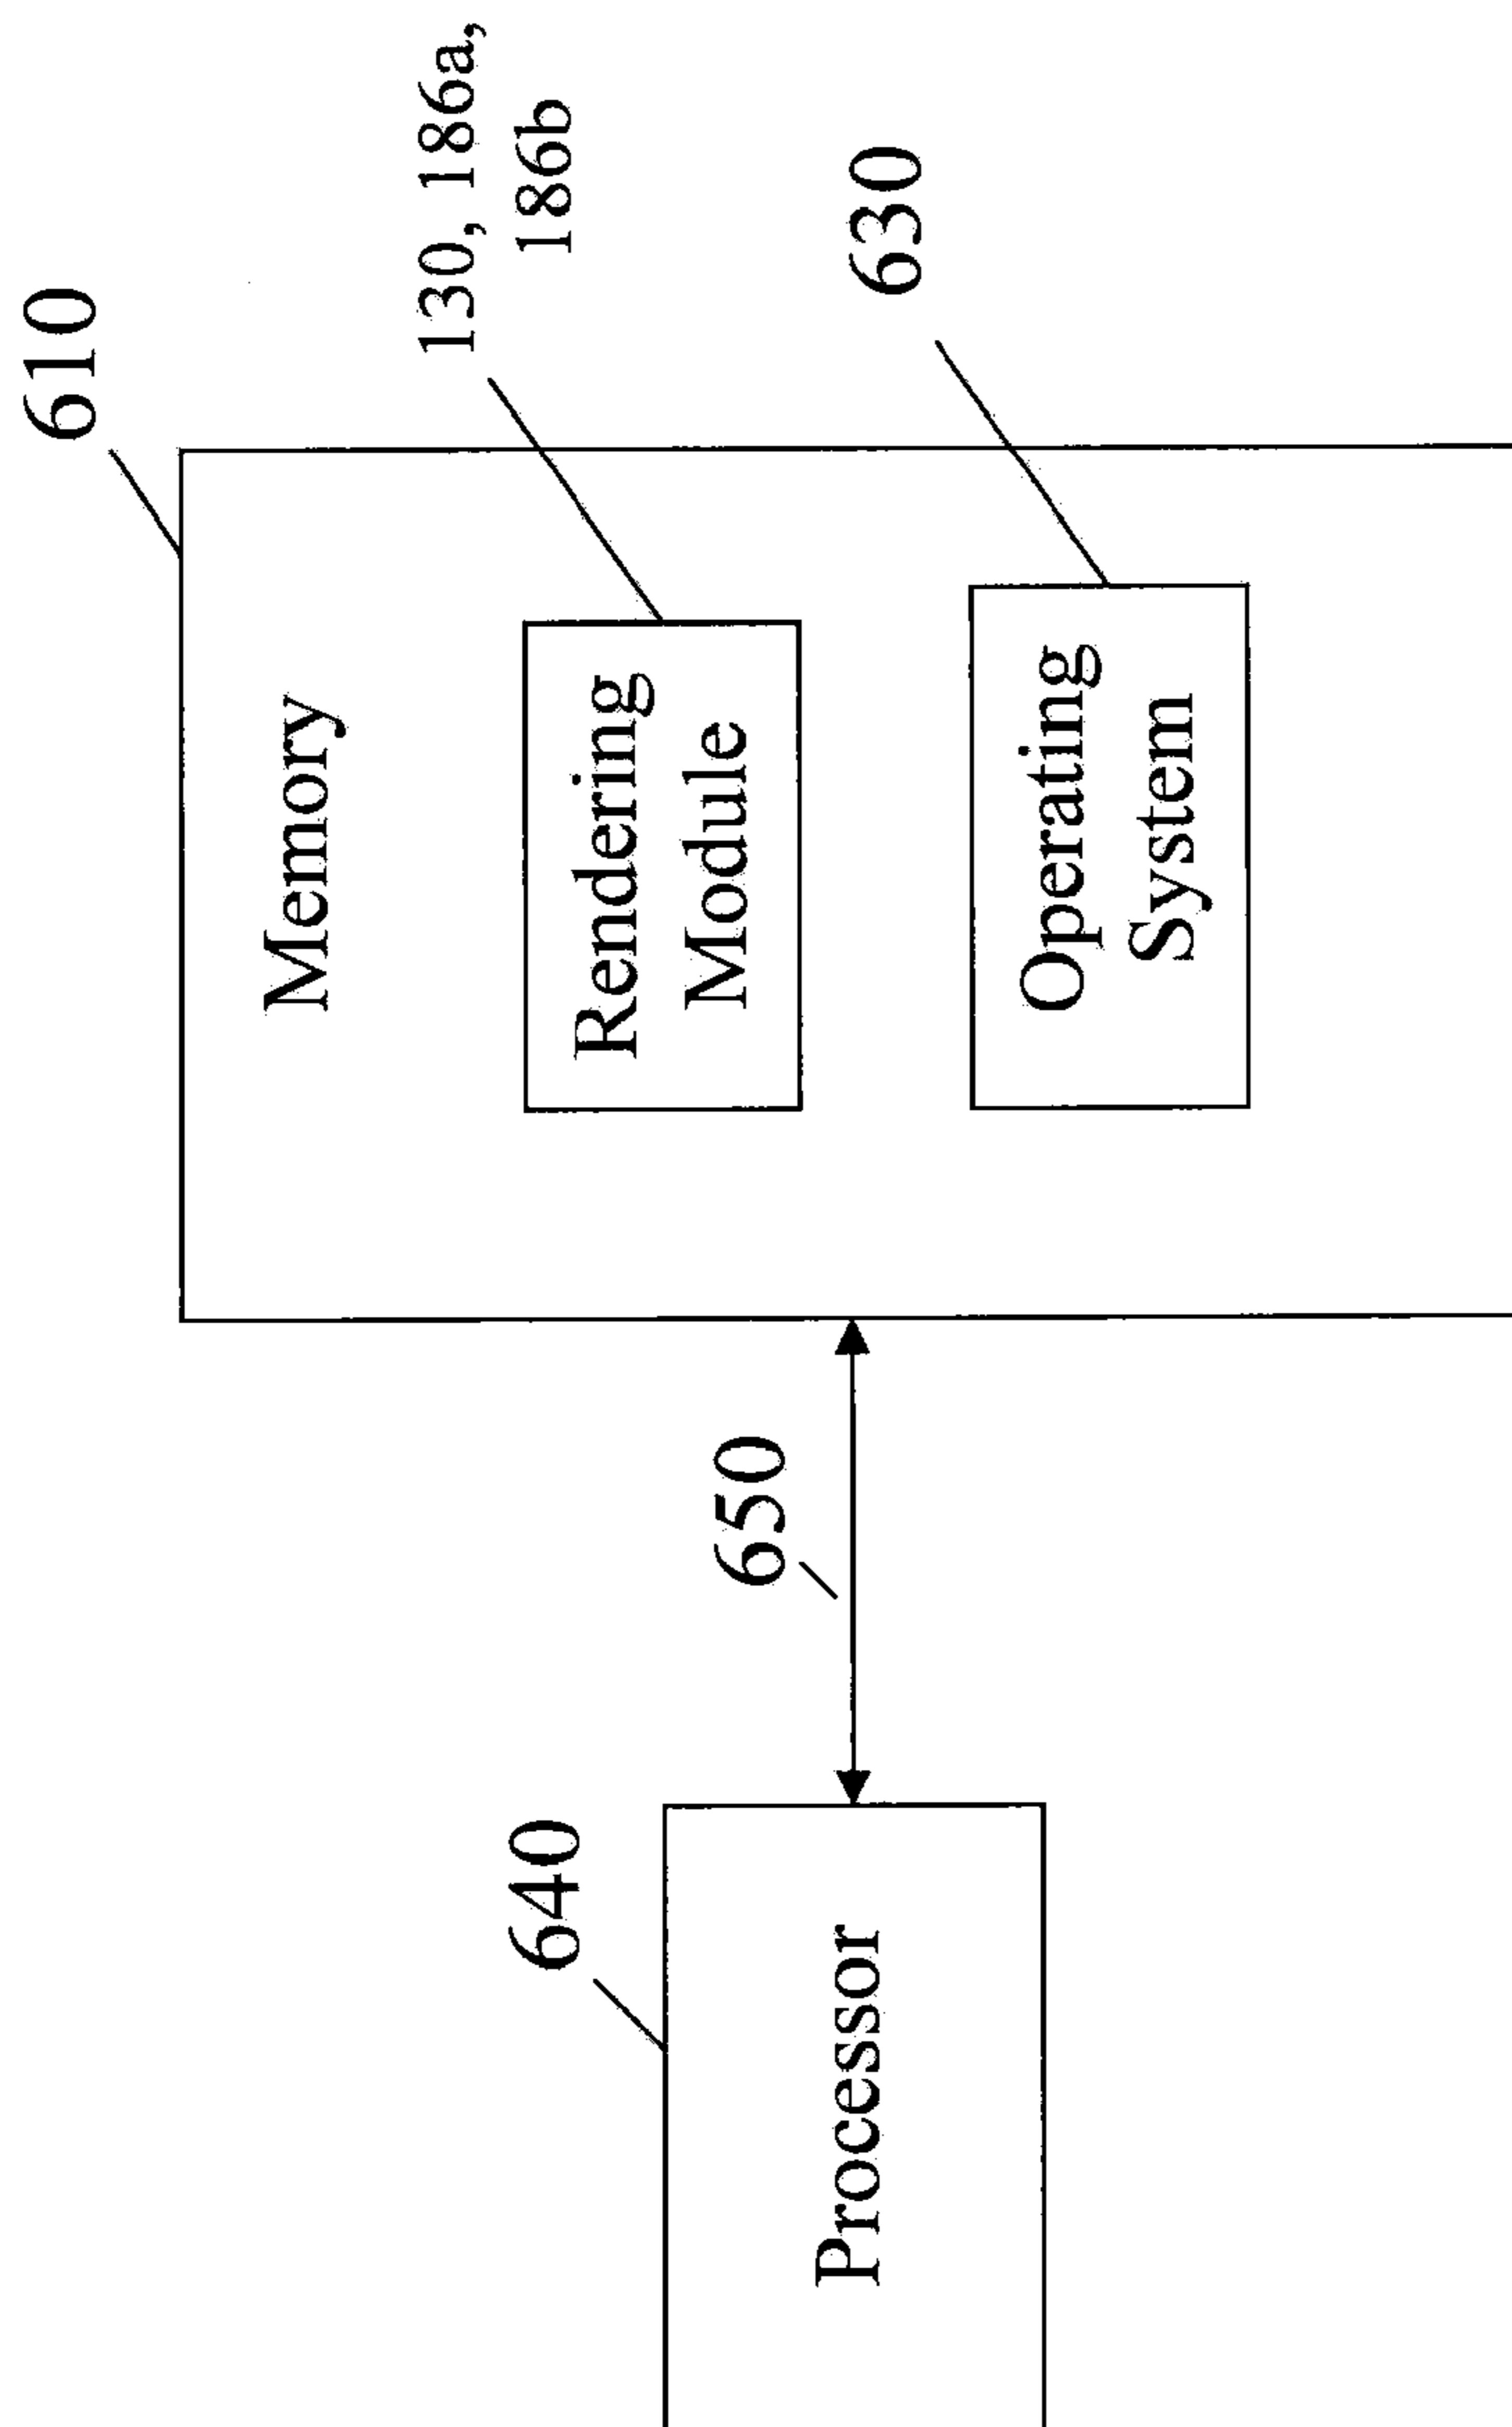 610
Memory
130, 186a,
186b
Rendering
Module
630
Operating
System
640
650
Processor